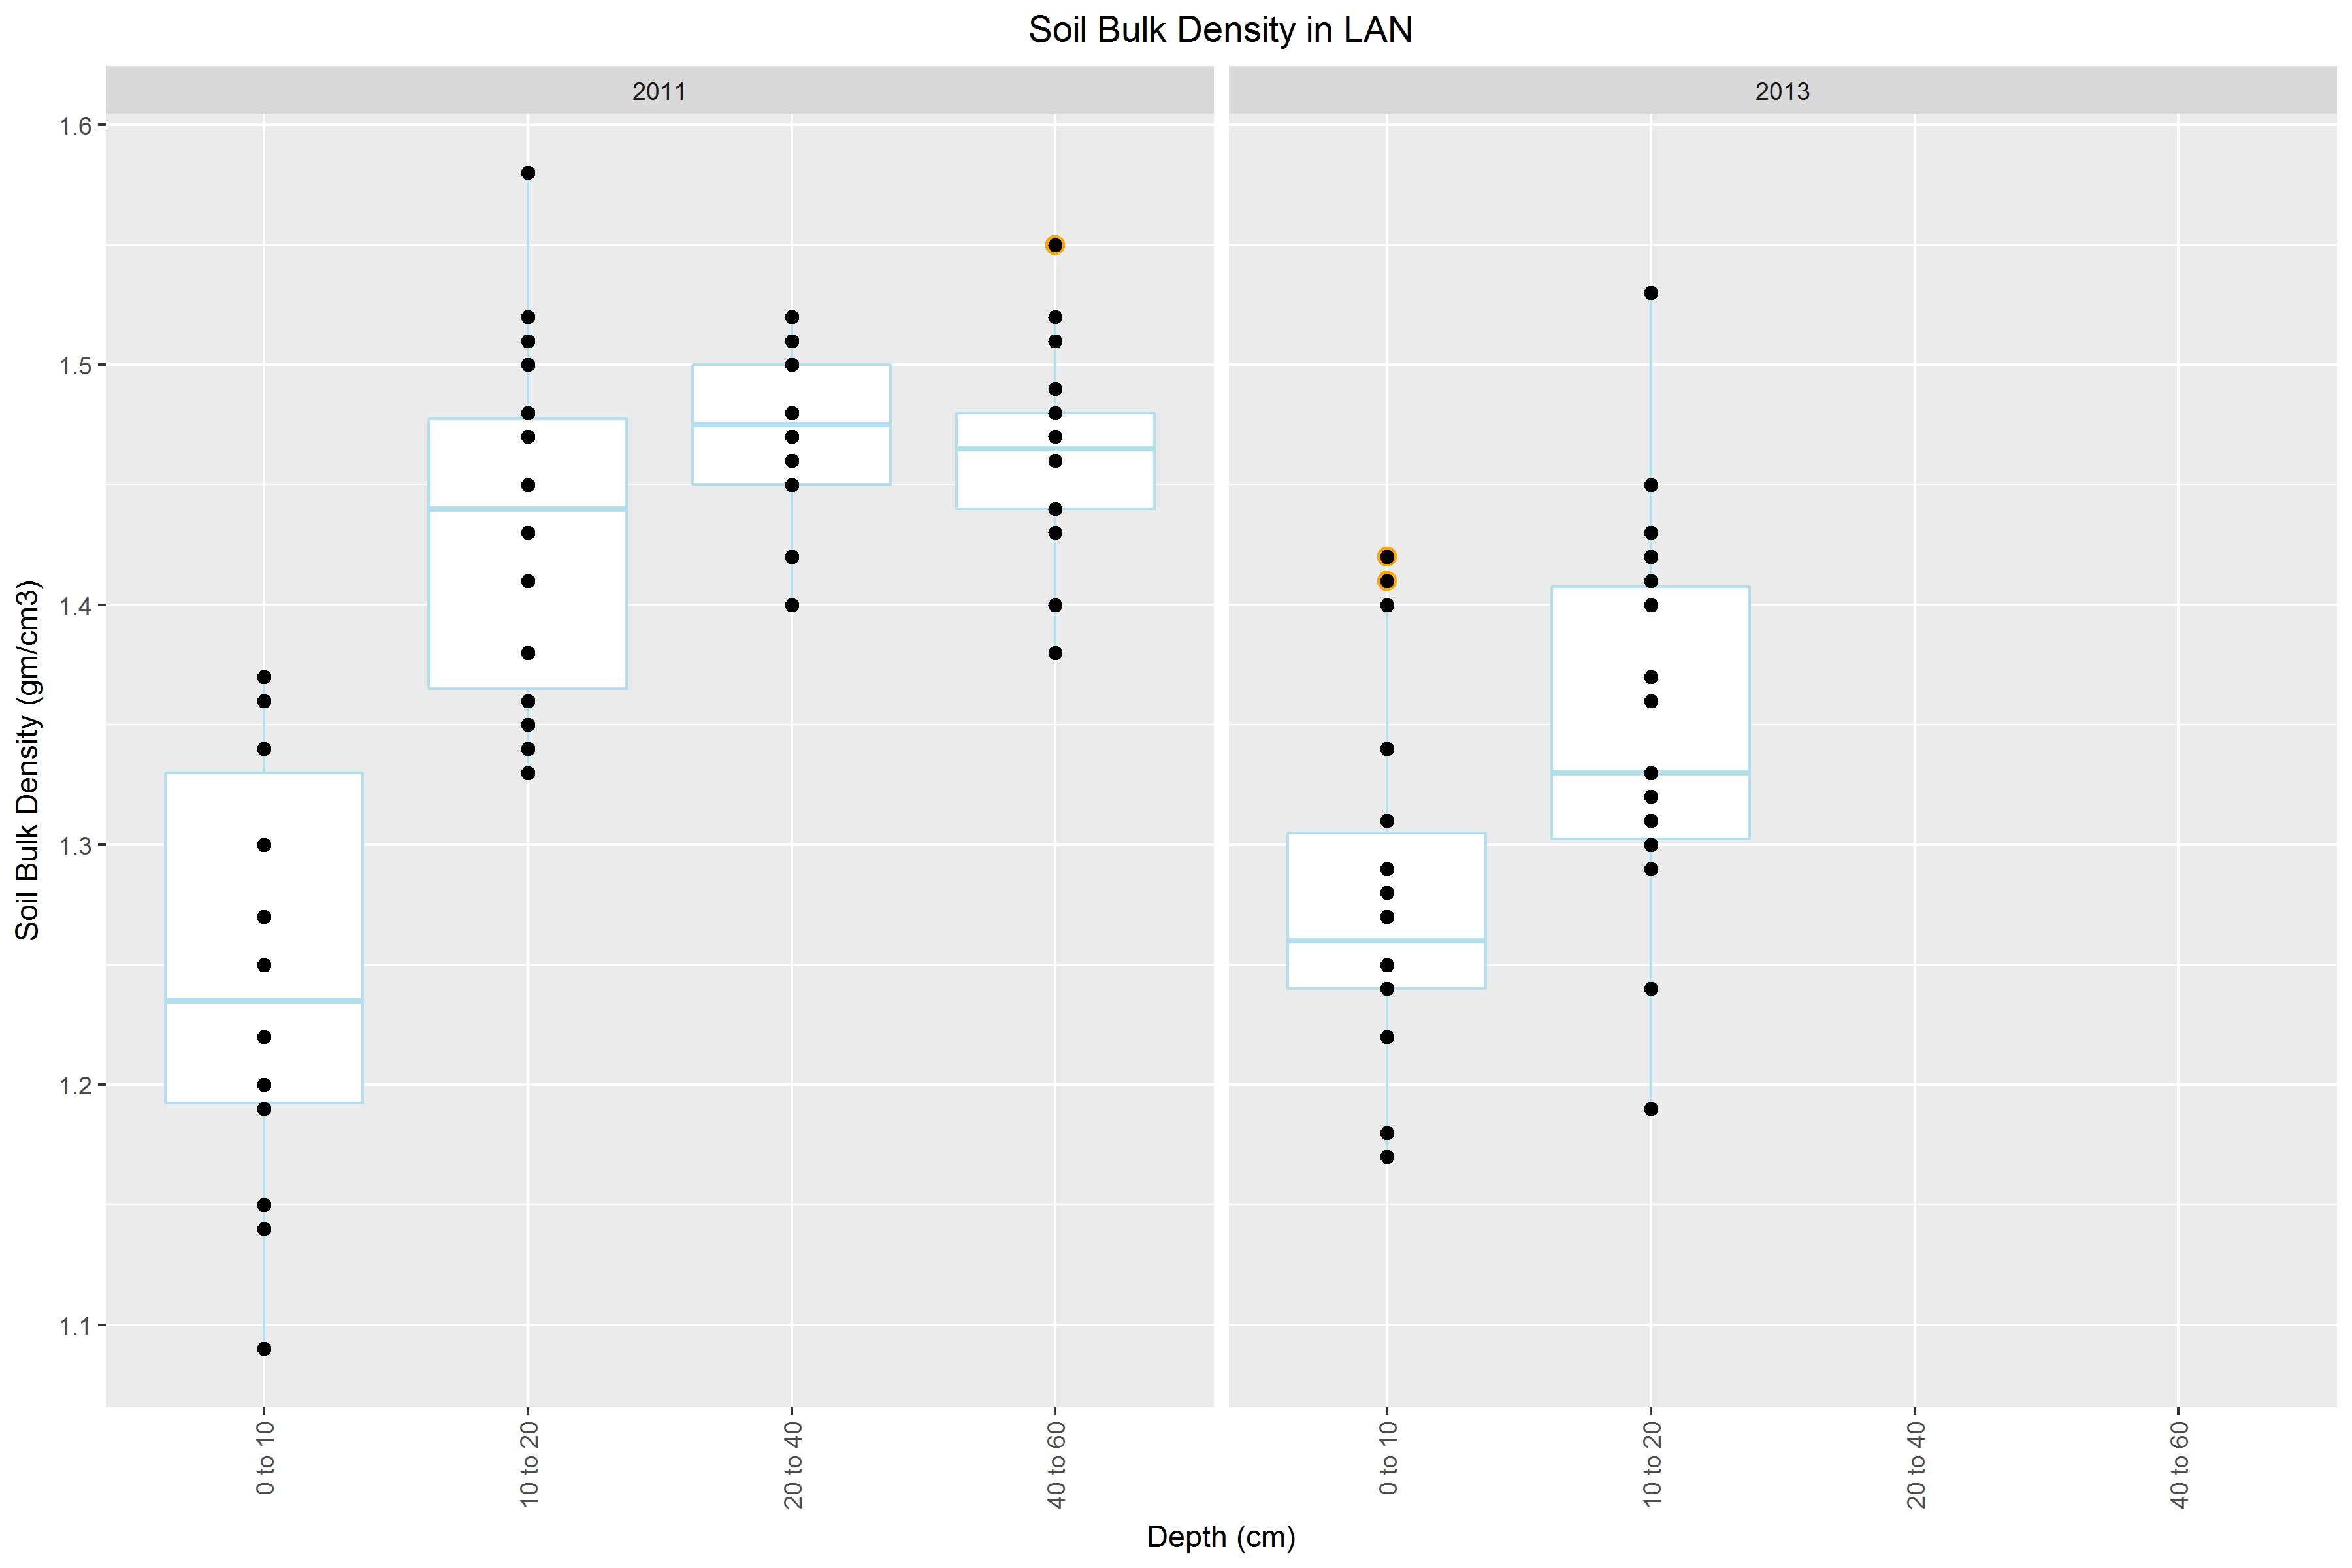 Soil Bulk Density in LAN
2011
2013
Soil Bulk Density (gm/cm3)
1.6
1.5
1.4
1.3
1.2
1.1
0 to 10
10 to 20
20 to 40
40 to 60
0 to 10
10 to 20
20 to 40
40 to 60
Depth (cm)